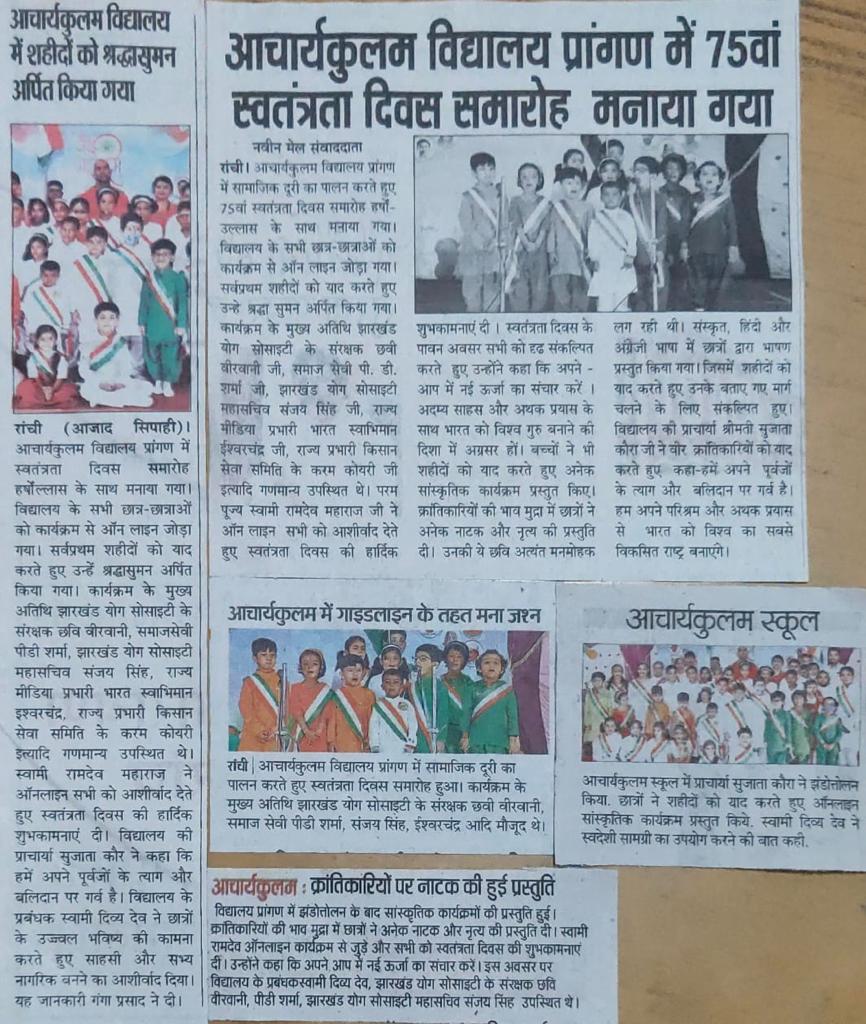 आचार्यकुलम विद्यालय
में शहीदों को श्रद्धासुमन
अर्पित किया गया
रांची (आजाद सिपाही)।
आचार्यकुलम विद्यालय प्रांगण में
स्वतंत्रता दिवस समारोह
हर्षोल्लास के साथ मनाया गया।
विद्यालय के सभी छात्र-छात्राओं
को कार्यक्रम से ऑन लाइन जोड़ा
गया। सर्वप्रथम शहीदों को याद
करते हुए उन्हें श्रद्धासुमन अर्पित
किया गया। कार्यक्रम के मुख्य
अतिथि झारखंड योग सोसाइटी के
संरक्षक छवि वीरवानी, समाजसेवी
पीडी शर्मा, झारखंड योग सोसाइटी
महासचिव संजय सिंह, राज्य
मीडिया प्रभारी भारत स्वाभिमान
इश्वरचंद्र, राज्य प्रभारी किसान
सेवा समिति के करम कोयरी
इत्यादि गणमान्य उपस्थित थे।
स्वामी रामदेव महाराज ने
ऑनलाइन सभी को आशीर्वाद देते
हुए स्वतंत्रता दिवस की हार्दिक
शुभकामनाएं दी। विद्यालय की
प्राचार्या सुजाता कौर ने कहा कि
हमें अपने पूर्वजों के त्याग और
बलिदान पर गर्व है। विद्यालय के
प्रबंधक स्वामी दिव्य देव ने छात्रों
के उज्ज्वल भविष्य की कामना
करते हुए साहसी और सभ्य
नागरिक बनने का आशीर्वाद दिया।
यह जानकारी गंगा प्रसाद ने दी।
आचार्यकुलम विद्यालय प्रांगण में 75वां
स्वतंत्रता दिवस समारोह मनाया गया
नवीन मेल संवाददाता
रांची। आचार्यकुलम विद्यालय प्रांगण
में सामाजिक दूरी का पालन करते हुए
75वां स्वतंत्रता दिवस समारोह हर्षो-
उल्लास के साथ मनाया गया।
विद्यालय के सभी छात्र-छात्राओं को
कार्यक्रम से ऑन लाइन जोड़ा गया।
सर्वप्रथम शहीदों को याद करते हुए
उन्हे श्रद्धा सुमन अर्पित किया गया।
कार्यक्रम के मुख्य अतिथि झारखंड
योग सोसाइटी के संरक्षक छवी
वीरवानी जी, समाज सेवी पी. डी.
शर्मा जी, झारखंड योग सोसाइटी
महासचिव संजय सिंह जी, राज्य
मीडिया प्रभारी भारत स्वाभिमान
ईश्वरचंद्र जी, राज्य प्रभारी किसान
सेवा समिति के करम कोयरी जी
इत्यादि गणमान्य उपस्थित थे। परम
पूज्य स्वामी रामदेव महाराज जी ने
ऑन लाइन सभी को आशीर्वाद देते
हुए स्वतंत्रता दिवस की हार्दिक
शुभकामनाएं दी । स्वतंत्रता दिवस के
पावन अवसर सभी को दृढ संकल्पित
करते हुए उन्होंने कहा कि अपने -
आप में नई ऊर्जा का संचार करें ।
अदम्य साहस और अथक प्रयास के
साथ भारत को विश्व गुरु बनाने की
दिशा में अग्रसर हों। बच्चों ने भी
शहीदों को याद करते हुए अनेक
सांस्कृतिक कार्यक्रम प्रस्तुत किए।
क्रांतिकारियों की भाव मुद्रा में छात्रों ने
अनेक नाटक और नृत्य की प्रस्तुति
दी। उनकी ये छवि अत्यंत मनमोहक
लग रही थी। संस्कृत, हिंदी और
अंग्रेजी भाषा में छात्रों द्वारा भाषण
प्रस्तुत किया गया। जिसमें शहीदों को
याद करते हुए उनके बताए गए मार्ग
चलने के लिए संकल्पित हुए।
विद्यालय की प्राचार्या श्रीमती सुजाता
कौरा जी ने वीर क्रांतिकारियों को याद
करते हुए कहा-हमें अपने पूर्वजों
के त्याग और बलिदान पर गर्व है।
हम अपने परिश्रम और अथक प्रयास
से भारत को विश्व का सबसे
विकसित राष्ट्र बनाएंगे।
आचार्यकुलम में गाइडलाइन के तहत मना जश्न
रांची | आचार्यकुलम विद्यालय प्रांगण में सामाजिक दूरी का
पालन करते हुए स्वतंत्रता दिवस समारोह हुआ। कार्यक्रम के
मुख्य अतिथि झारखंड योग सोसाइटी के संरक्षक छवी वीरवानी,
समाज सेवी पीडी शर्मा, संजय सिंह, ईश्वरचंद्र आदि मौजूद थे।
आचार्यकुलम स्कूल
आचार्यकुलम स्कूल में प्राचार्या सुजाता कौरा ने झंडोत्तोलन
किया. छात्रों ने शहीदों को याद करते हुए ऑनलाइन
सांस्कृतिक कार्यक्रम प्रस्तुत किये. स्वामी दिव्य देव ने
स्वदेशी सामग्री का उपयोग करने की बात कही.
आचार्यकुलम : क्रांतिकारियों पर नाटक की हुई प्रस्तुति
विद्यालय प्रांगण में झंडोत्तोलन के बाद सांस्कृतिक कार्यक्रमों की प्रस्तुति हुई।
क्रांतिकारियों की भाव मुद्रा में छात्रों ने अनेक नाटक और नृत्य की प्रस्तुति दी। स्वामी
रामदेव ऑनलाइन कार्यक्रम से जुड़े और सभी को स्वतंत्रता दिवस की शुभकामनाएं
दीं। उन्होंने कहा कि अपने आप में नई ऊर्जा का संचार करें। इस अवसर पर
विद्यालय के प्रबंधकस्वामी दिव्य देव, झारखंड योग सोसाइटी के संरक्षक छवि
वीरवानी, पीडी शर्मा, झारखंड योग सोसाइटी महासचिव संजय सिंह उपस्थित थे।